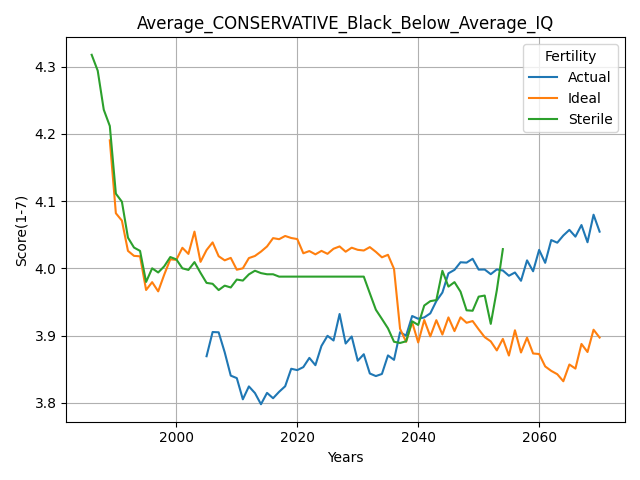 Average_CONSERVATIVE_Black_Below_Average_IQ
Fertility
Actual
Ideal
Sterile
Score(1-7)
4.3
4.2
4.1
4.0
3.9
3.8
2000 2020 2040 2060
Years